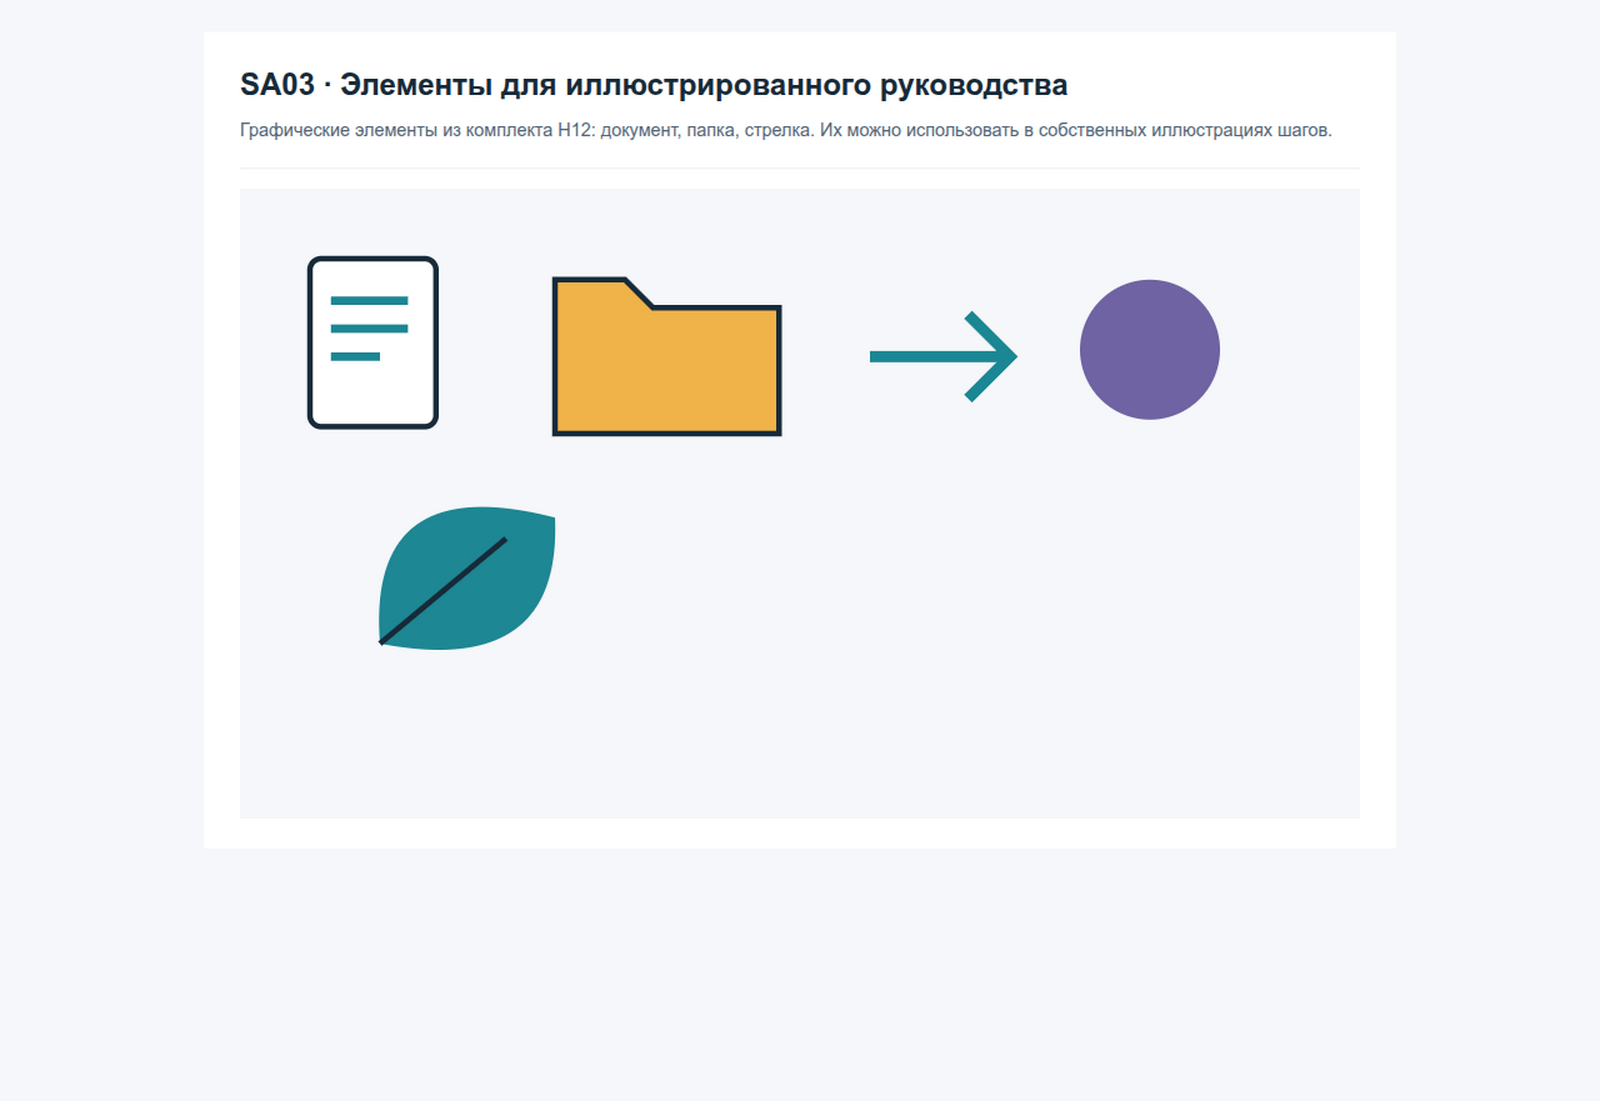 SA03 · Элементы для иллюстрированного руководства
Графические элементы из комплекта H12: документ, папка, стрелка. Их можно использовать в собственных иллюстрациях шагов.